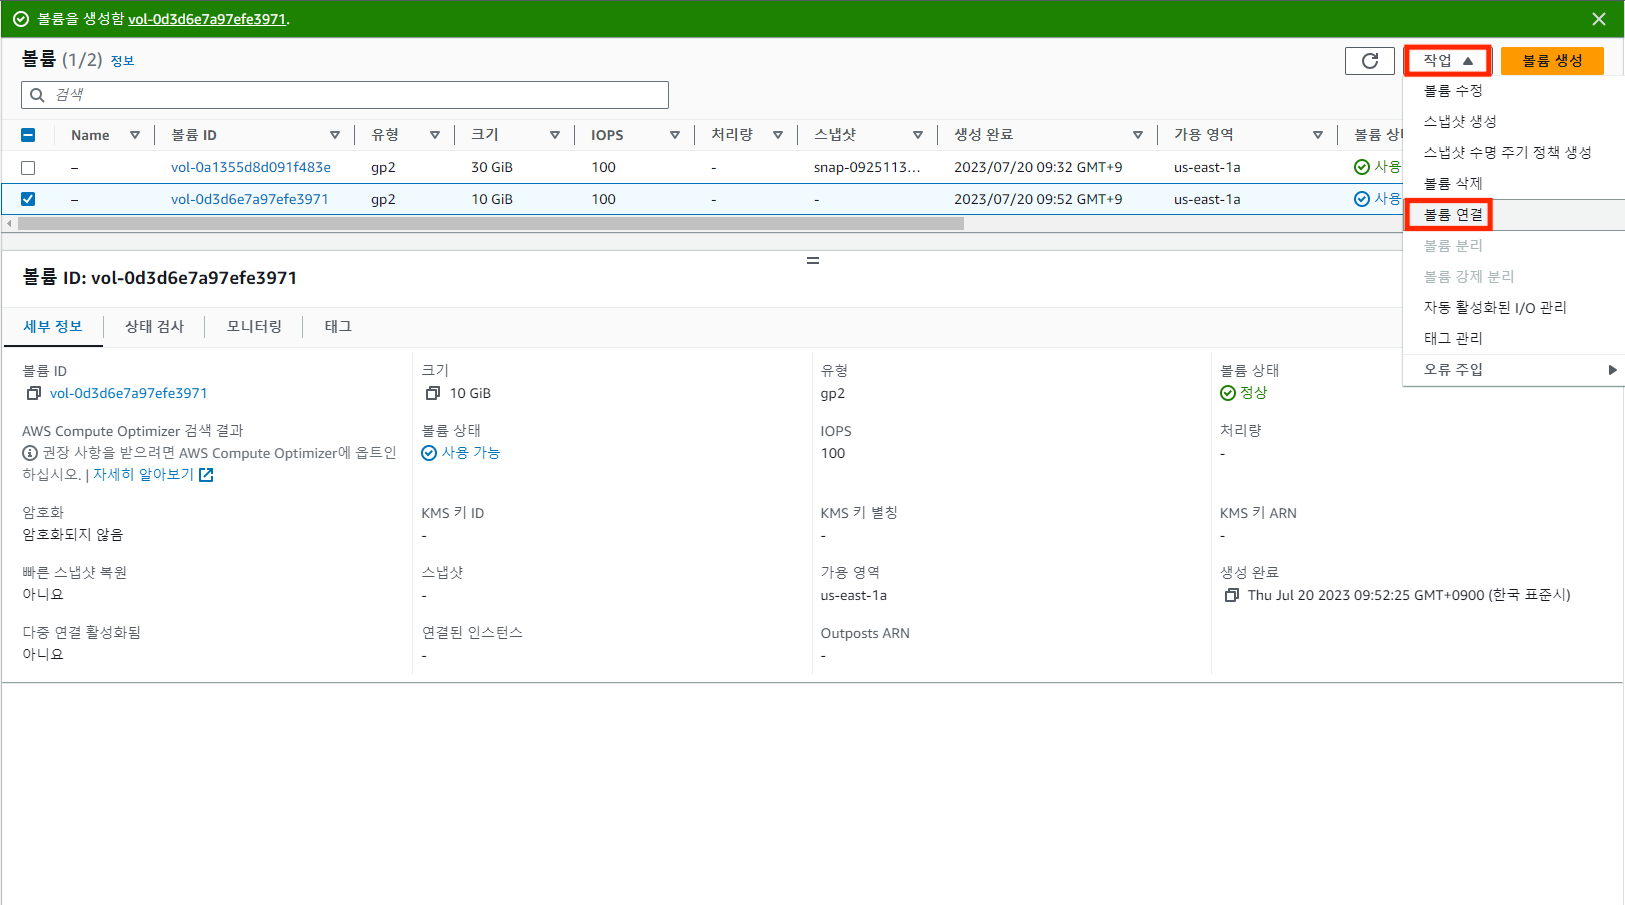 볼륨을 생성함 vol-0d3d6e7a97efe3971.
볼륨 (1/2) 정보
작업
볼륨 생성
검색
Name 볼륨 ID 유형 크기 IOPS 처리량 스냅샷 생성 완료 가용 영역 볼륨
– vol-0a1355d8d091f483e gp2 30 GiB 100 - snap-0925113... 2023/07/20 09:32 GMT+9 us-east-1a 사용
– vol-0d3d6e7a97efe3971 gp2 10 GiB 100 - - 2023/07/20 09:52 GMT+9 us-east-1a 사용
볼륨 수정
스냅샷 생성
스냅샷 수명 주기 정책 생성
볼륨 삭제
볼륨 연결
볼륨 분리
볼륨 강제 분리
자동 활성화된 I/O 관리
태그 관리
오류 주입
볼륨 ID: vol-0d3d6e7a97efe3971
세부 정보 상태 검사 모니터링 태그
볼륨 ID
vol-0d3d6e7a97efe3971
크기
10 GiB
유형
gp2
볼륨 상태
정상
AWS Compute Optimizer 검색 결과
권장 사항을 받으려면 AWS Compute Optimizer에 옵트인
하십시오. | 자세히 알아보기
볼륨 상태
사용 가능
IOPS
100
처리량
-
암호화
암호화되지 않음
KMS 키 ID
-
KMS 키 별칭
-
KMS 키 ARN
-
빠른 스냅샷 복원
아니요
스냅샷
-
가용 영역
us-east-1a
생성 완료
Thu Jul 20 2023 09:52:25 GMT+0900 (한국 표준시)
다중 연결 활성화됨
아니요
연결된 인스턴스
-
Outposts ARN
-